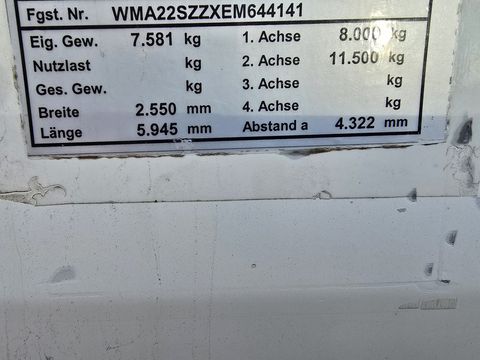 Fgst. Nr. WMA22SZZXEM644141
Eig. Gew. 7.581 kg 1. Achse 8.000 kg
Nutzlast kg 2. Achse 11.500 kg
Ges. Gew. kg 3. Achse kg
Breite 2.550 mm 4. Achse kg
Länge 5.945 mm Abstand a 4.322 mm